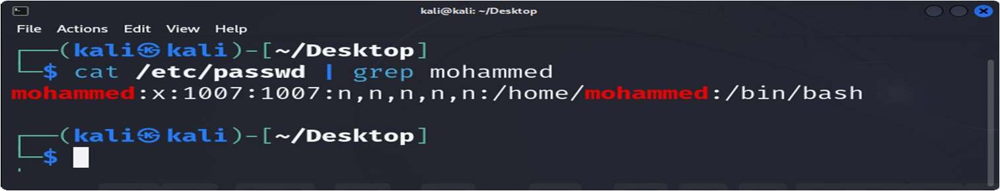 kali@kali: ~/Desktop
File Actions Edit View Help
┌──(kali㉿kali)-[~/Desktop]
└─$ cat /etc/passwd | grep mohammed
mohammed:x:1007:1007:n,n,n,n,n:/home/mohammed:/bin/bash
┌──(kali㉿kali)-[~/Desktop]
└─$